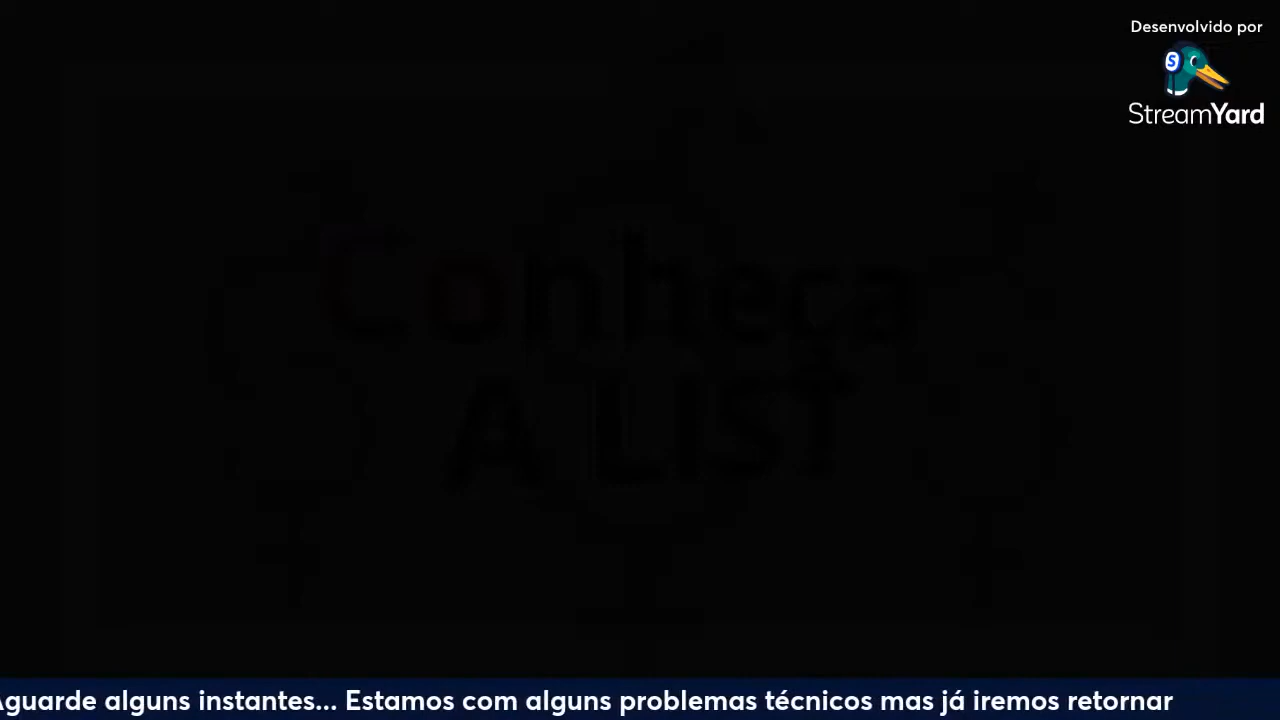 Desenvolvido por
StreamYard
Conheça
A LIST
Aguarde alguns instantes... Estamos com alguns problemas técnicos mas já iremos retornar